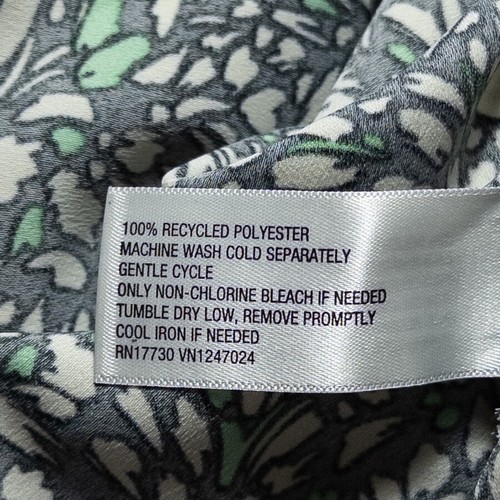 100% RECYCLED POLYESTER
MACHINE WASH COLD SEPARATELY
GENTLE CYCLE
ONLY NON-CHLORINE BLEACH IF NEEDED
TUMBLE DRY LOW, REMOVE PROMPTLY
COOL IRON IF NEEDED
RN17730 VN1247024